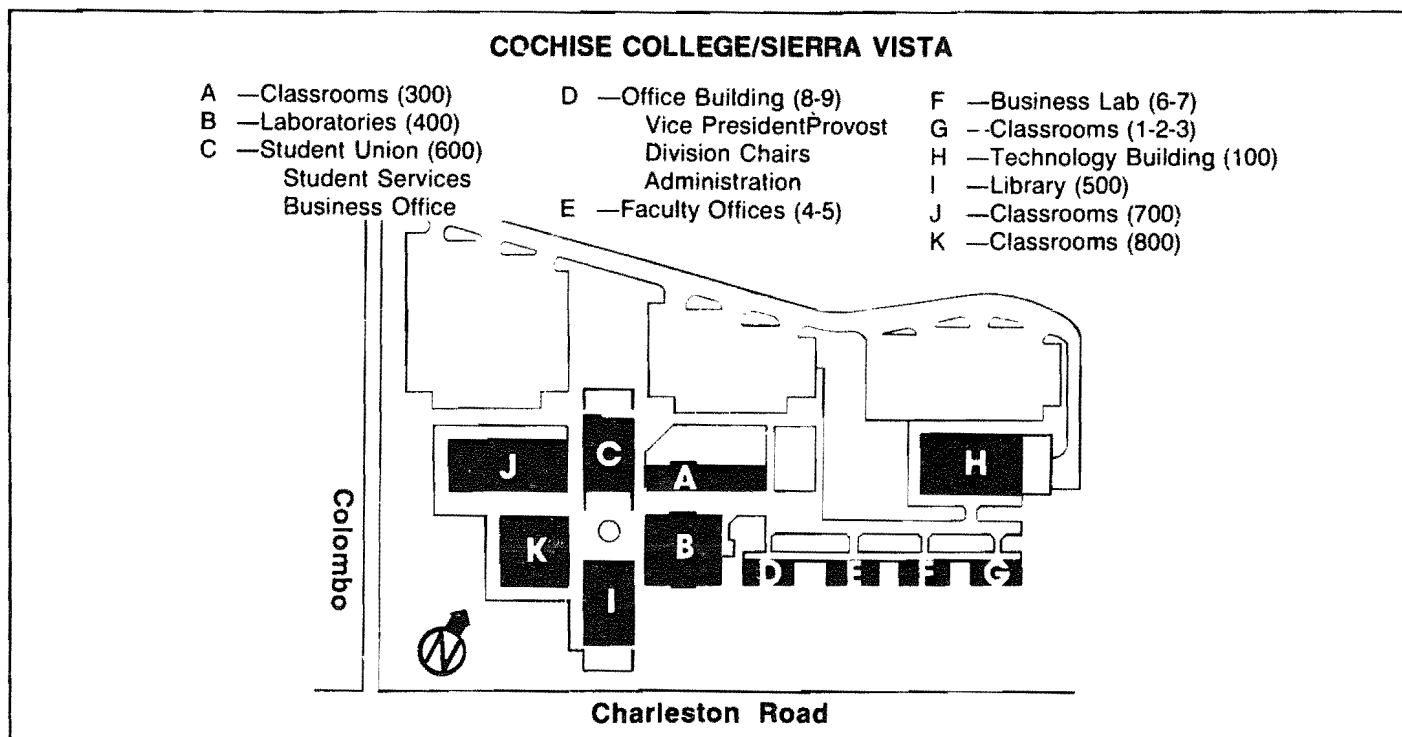 COCHISE COLLEGE/SIERRA VISTA
A —Classrooms (300)
B —Laboratories (400)
C —Student Union (600)
Student Services
Business Office
D —Office Building (8-9)
Vice President Provost
Division Chairs
Administration
E —Faculty Offices (4-5)
F —Business Lab (6-7)
G --Classrooms (1-2-3)
H —Technology Building (100)
I —Library (500)
J —Classrooms (700)
K —Classrooms (800)
J
C
A
H
K
B
I
D
E
F
G
Colombo
N
Charleston Road